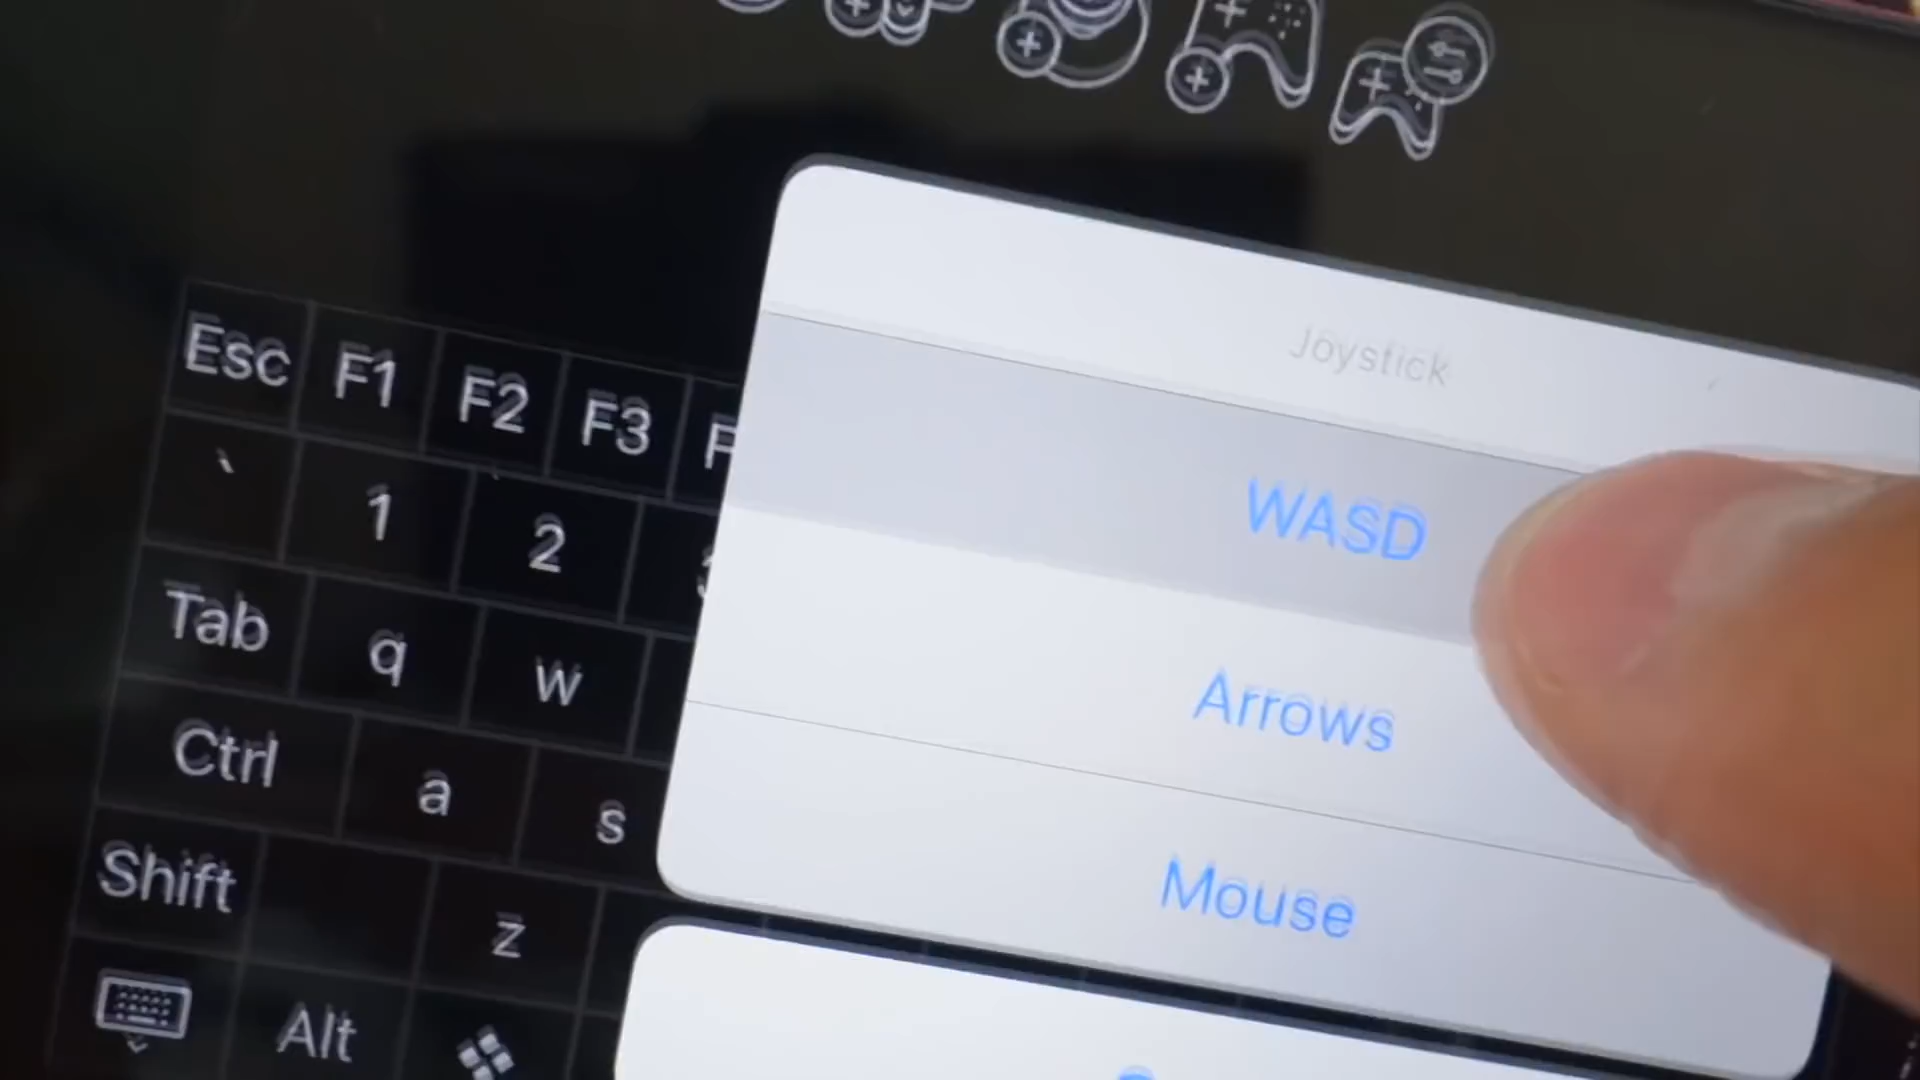 Joystick
WASD
Arrows
Mouse
Esc F1 F2 F3
` 1 2
Tab q w
Ctrl a s
Shift z
Alt